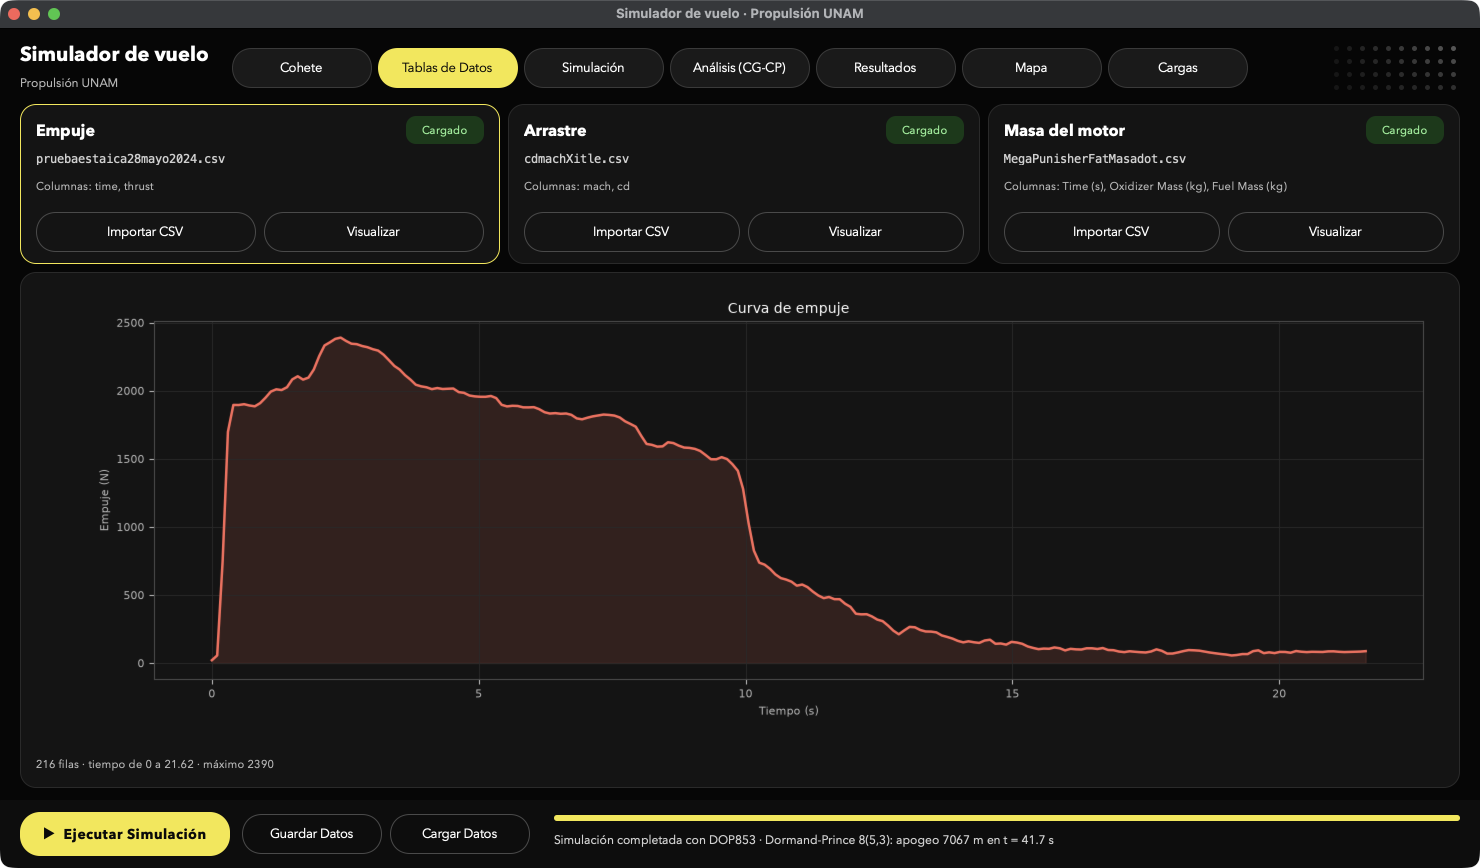 Simulador de vuelo · Propulsión UNAM
Simulador de vuelo
Propulsión UNAM
Cohete
Tablas de Datos
Simulación
Análisis (CG-CP)
Resultados
Mapa
Cargas
Empuje
Cargado
pruebaestaica28mayo2024.csv
Columnas: time, thrust
Importar CSV
Visualizar
Arrastre
Cargado
cdmachXitle.csv
Columnas: mach, cd
Importar CSV
Visualizar
Masa del motor
Cargado
MegaPunisherFatMasadot.csv
Columnas: Time (s), Oxidizer Mass (kg), Fuel Mass (kg)
Importar CSV
Visualizar
Curva de empuje
2500
2000
1500
1000
500
0
Empuje (N)
0
5
10
15
20
Tiempo (s)
216 filas · tiempo de 0 a 21.62 · máximo 2390
Ejecutar Simulación
Guardar Datos
Cargar Datos
Simulación completada con DOP853 · Dormand-Prince 8(5,3): apogeo 7067 m en t = 41.7 s